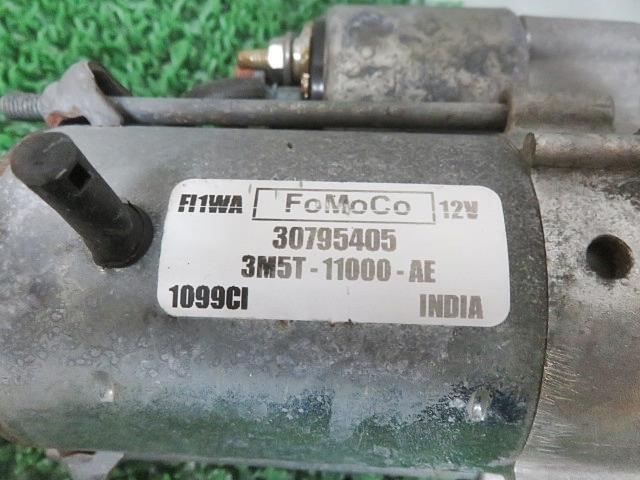 FI1WA FoMoCo 12V
30795405
3M5T-11000-AE
1099CI INDIA